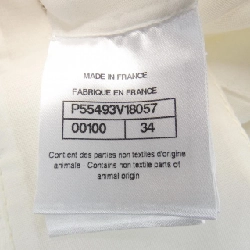 MADE IN FRANCE
FABRIQUE EN FRANCE
P55493V18057
00100 34
Contient des parties non textiles d'origine
animale - Contains non textile parts of
animal origin